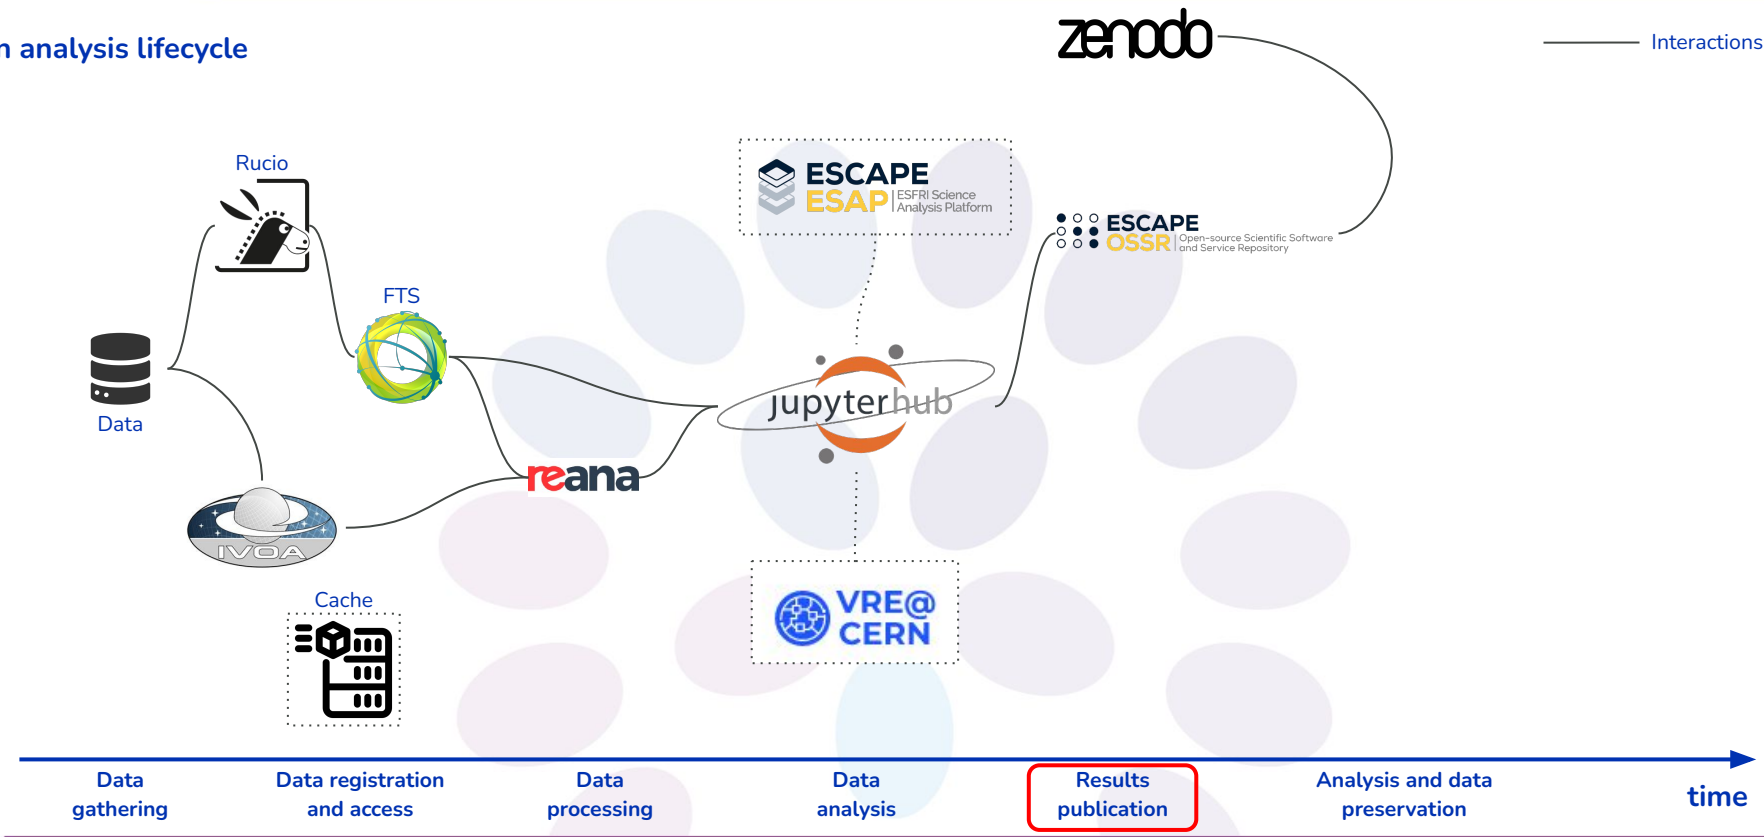 n analysis lifecycle
zenodo
Interactions
Rucio
ESCAPE
ESAP
ESFRI Science
Analysis Platform
ESCAPE
OSSR
Open-source Scientific Software
and Service Repository
FTS
Data
jupyterhub
reana
IVOA
Cache
VRE@
CERN
Data
gathering
Data registration
and access
Data
processing
Data
analysis
Results
publication
Analysis and data
preservation
time